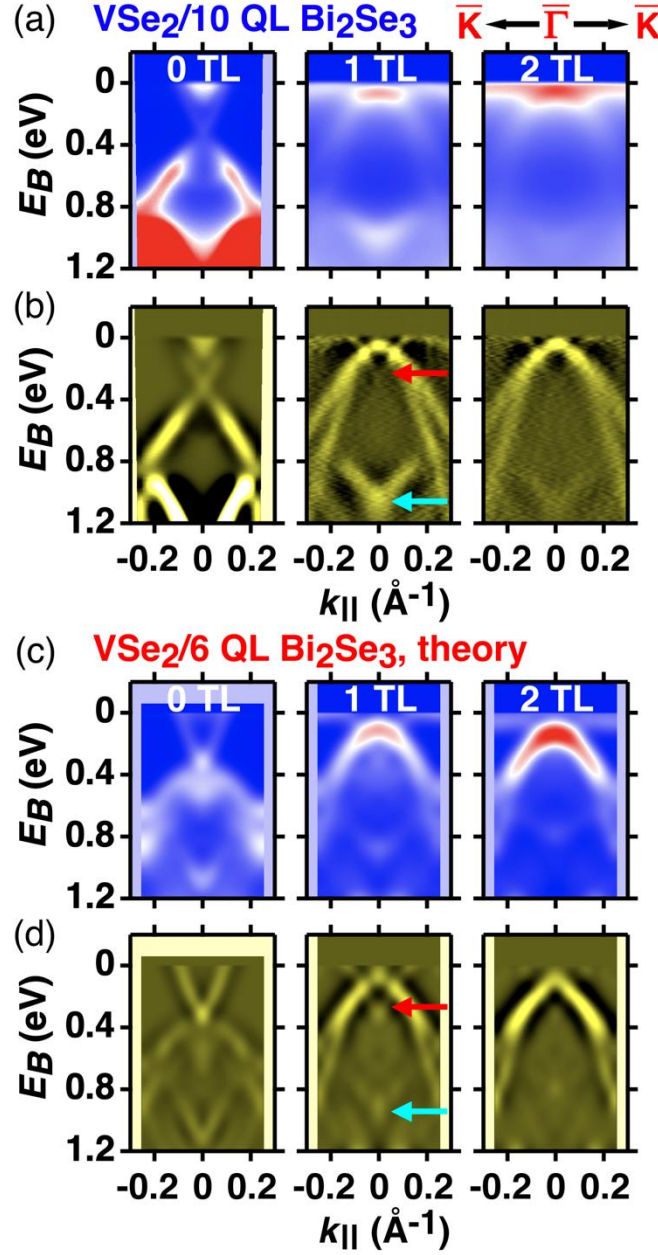 (a) VSe₂/10 QL Bi₂Se₃ K̅ ← Γ̅ → K̅
0 TL 1 TL 2 TL
E_B (eV)
0
0.4
0.8
1.2
(b)
E_B (eV)
0
0.4
0.8
1.2
-0.2 0 0.2 -0.2 0 0.2 -0.2 0 0.2
k|| (Å⁻¹)
(c) VSe₂/6 QL Bi₂Se₃, theory
0 TL 1 TL 2 TL
E_B (eV)
0
0.4
0.8
1.2
(d)
E_B (eV)
0
0.4
0.8
1.2
-0.2 0 0.2 -0.2 0 0.2 -0.2 0 0.2
k|| (Å⁻¹)